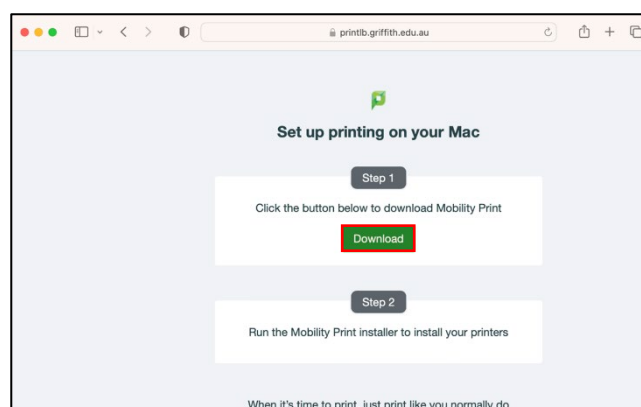 printlb.griffith.edu.au
Set up printing on your Mac
Step 1
Click the button below to download Mobility Print
Download
Step 2
Run the Mobility Print installer to install your printers
When it's time to print, just print like you normally do